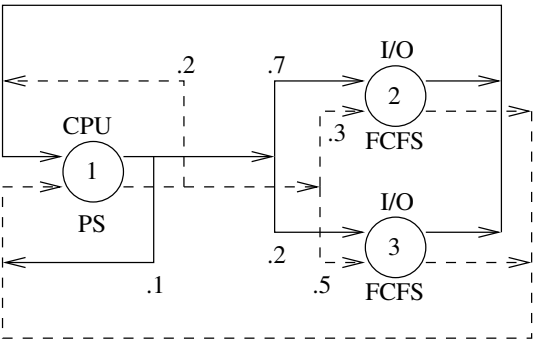 I/O
.2
.7
2
CPU
.3
FCFS
1
I/O
PS
3
.2
.1
.5
FCFS